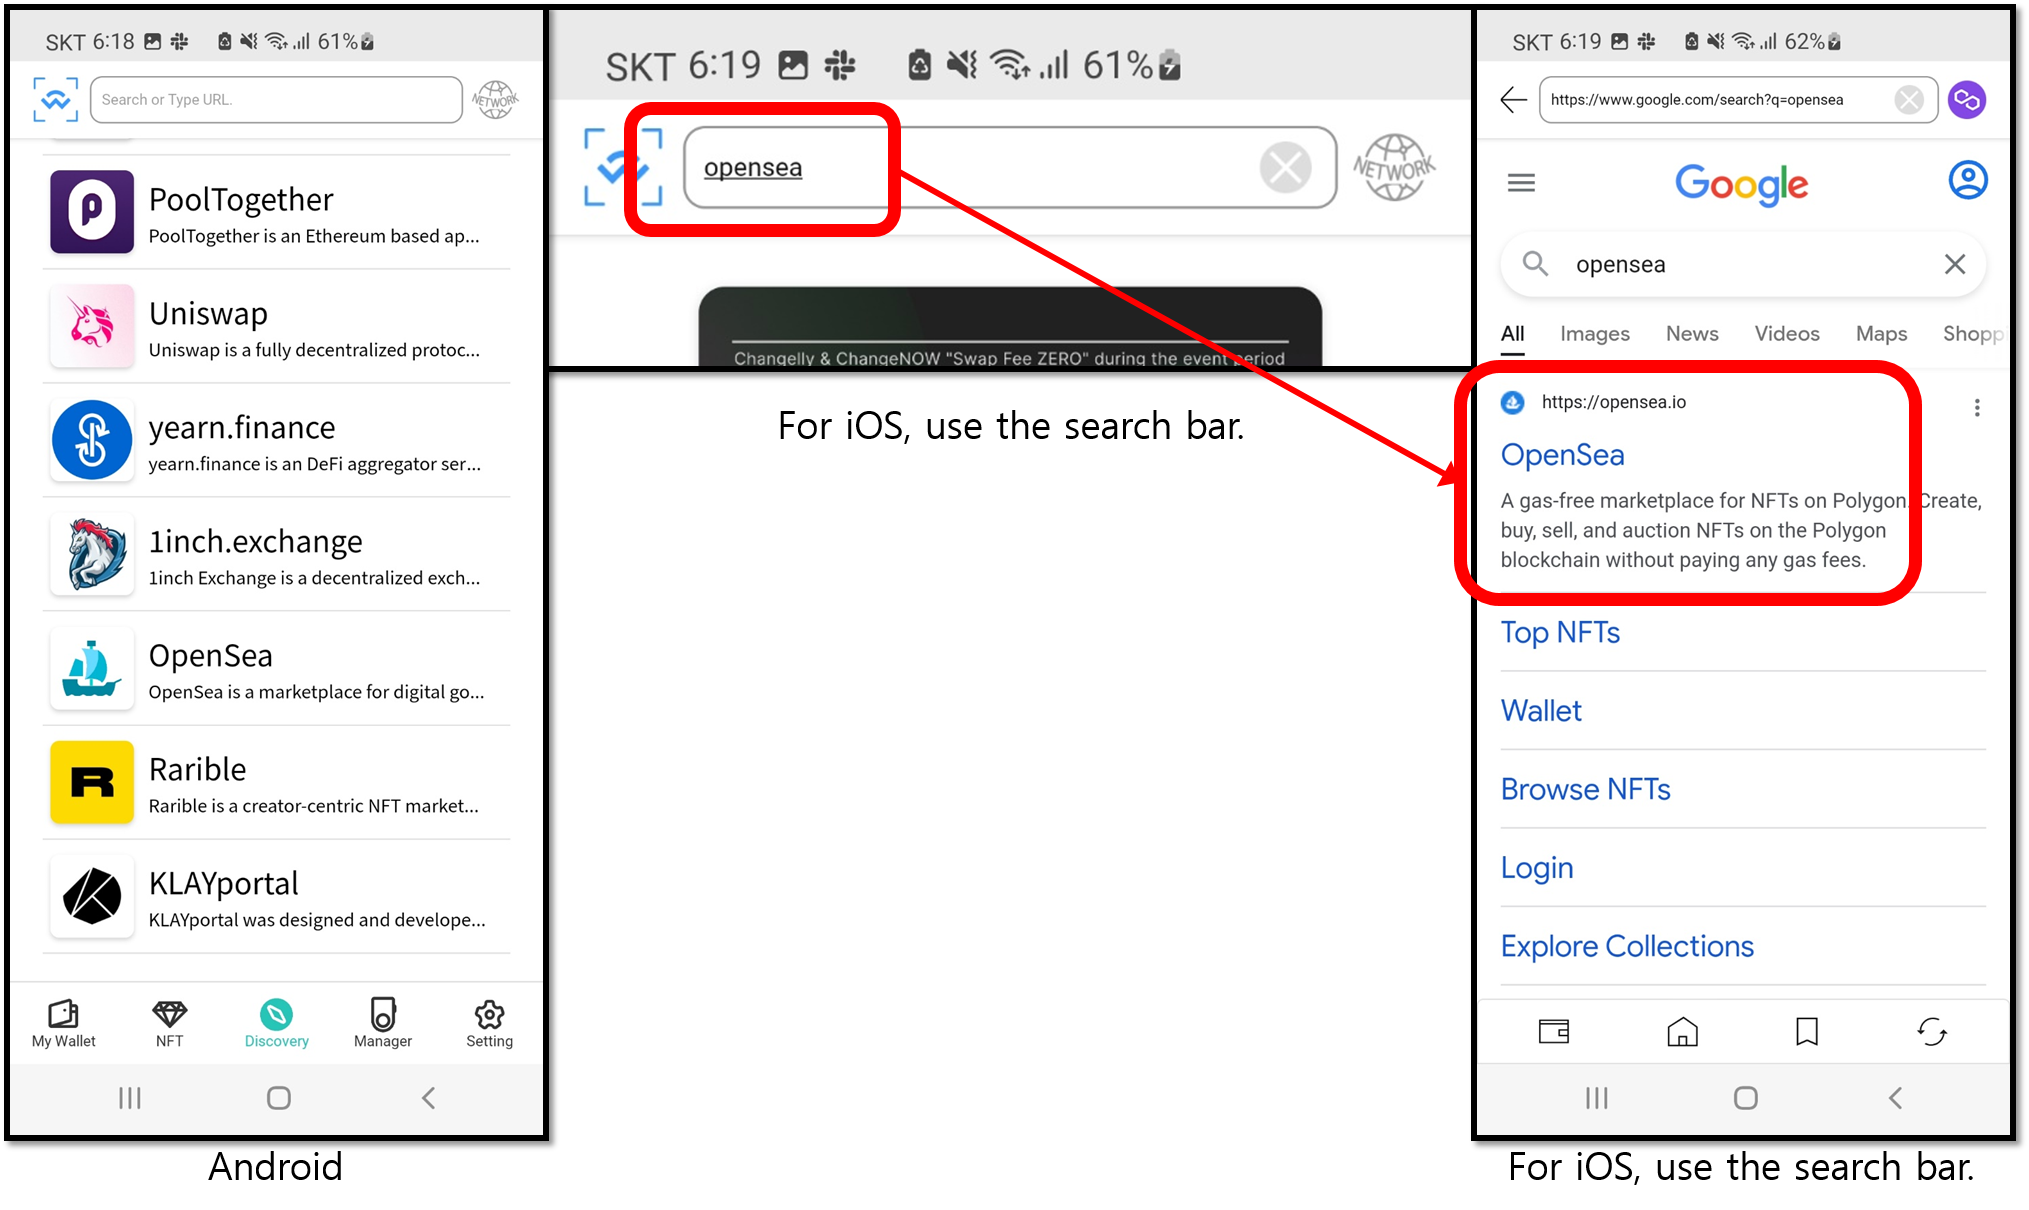 SKT 6:18 61%
Search or Type URL.
NETWORK
PoolTogether
PoolTogether is an Ethereum based ap...
Uniswap
Uniswap is a fully decentralized protoc...
yearn.finance
yearn.finance is an DeFi aggregator ser...
1inch.exchange
1inch Exchange is a decentralized exch...
OpenSea
OpenSea is a marketplace for digital go...
R
Rarible
Rarible is a creator-centric NFT market...
KLAYportal
KLAYportal was designed and develope...
My Wallet NFT Discovery Manager Setting
Android
SKT 6:19 61%
opensea
NETWORK
Changelly & ChangeNOW "Swap Fee ZERO" during the event period
For iOS, use the search bar.
SKT 6:19 62%
https://www.google.com/search?q=opensea
Google
opensea
All Images News Videos Maps Shopp
https://opensea.io
OpenSea
A gas-free marketplace for NFTs on Polygon. Create,
buy, sell, and auction NFTs on the Polygon
blockchain without paying any gas fees.
Top NFTs
Wallet
Browse NFTs
Login
Explore Collections
For iOS, use the search bar.